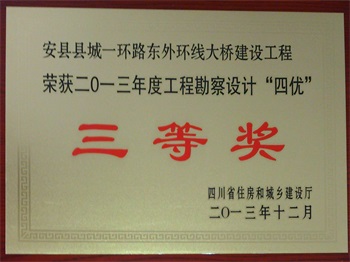 安县县城一环路东外环线大桥建设工程
荣获二〇一三年度工程勘察设计“四优”
三等奖
四川省住房和城乡建设厅
二〇一三年十二月